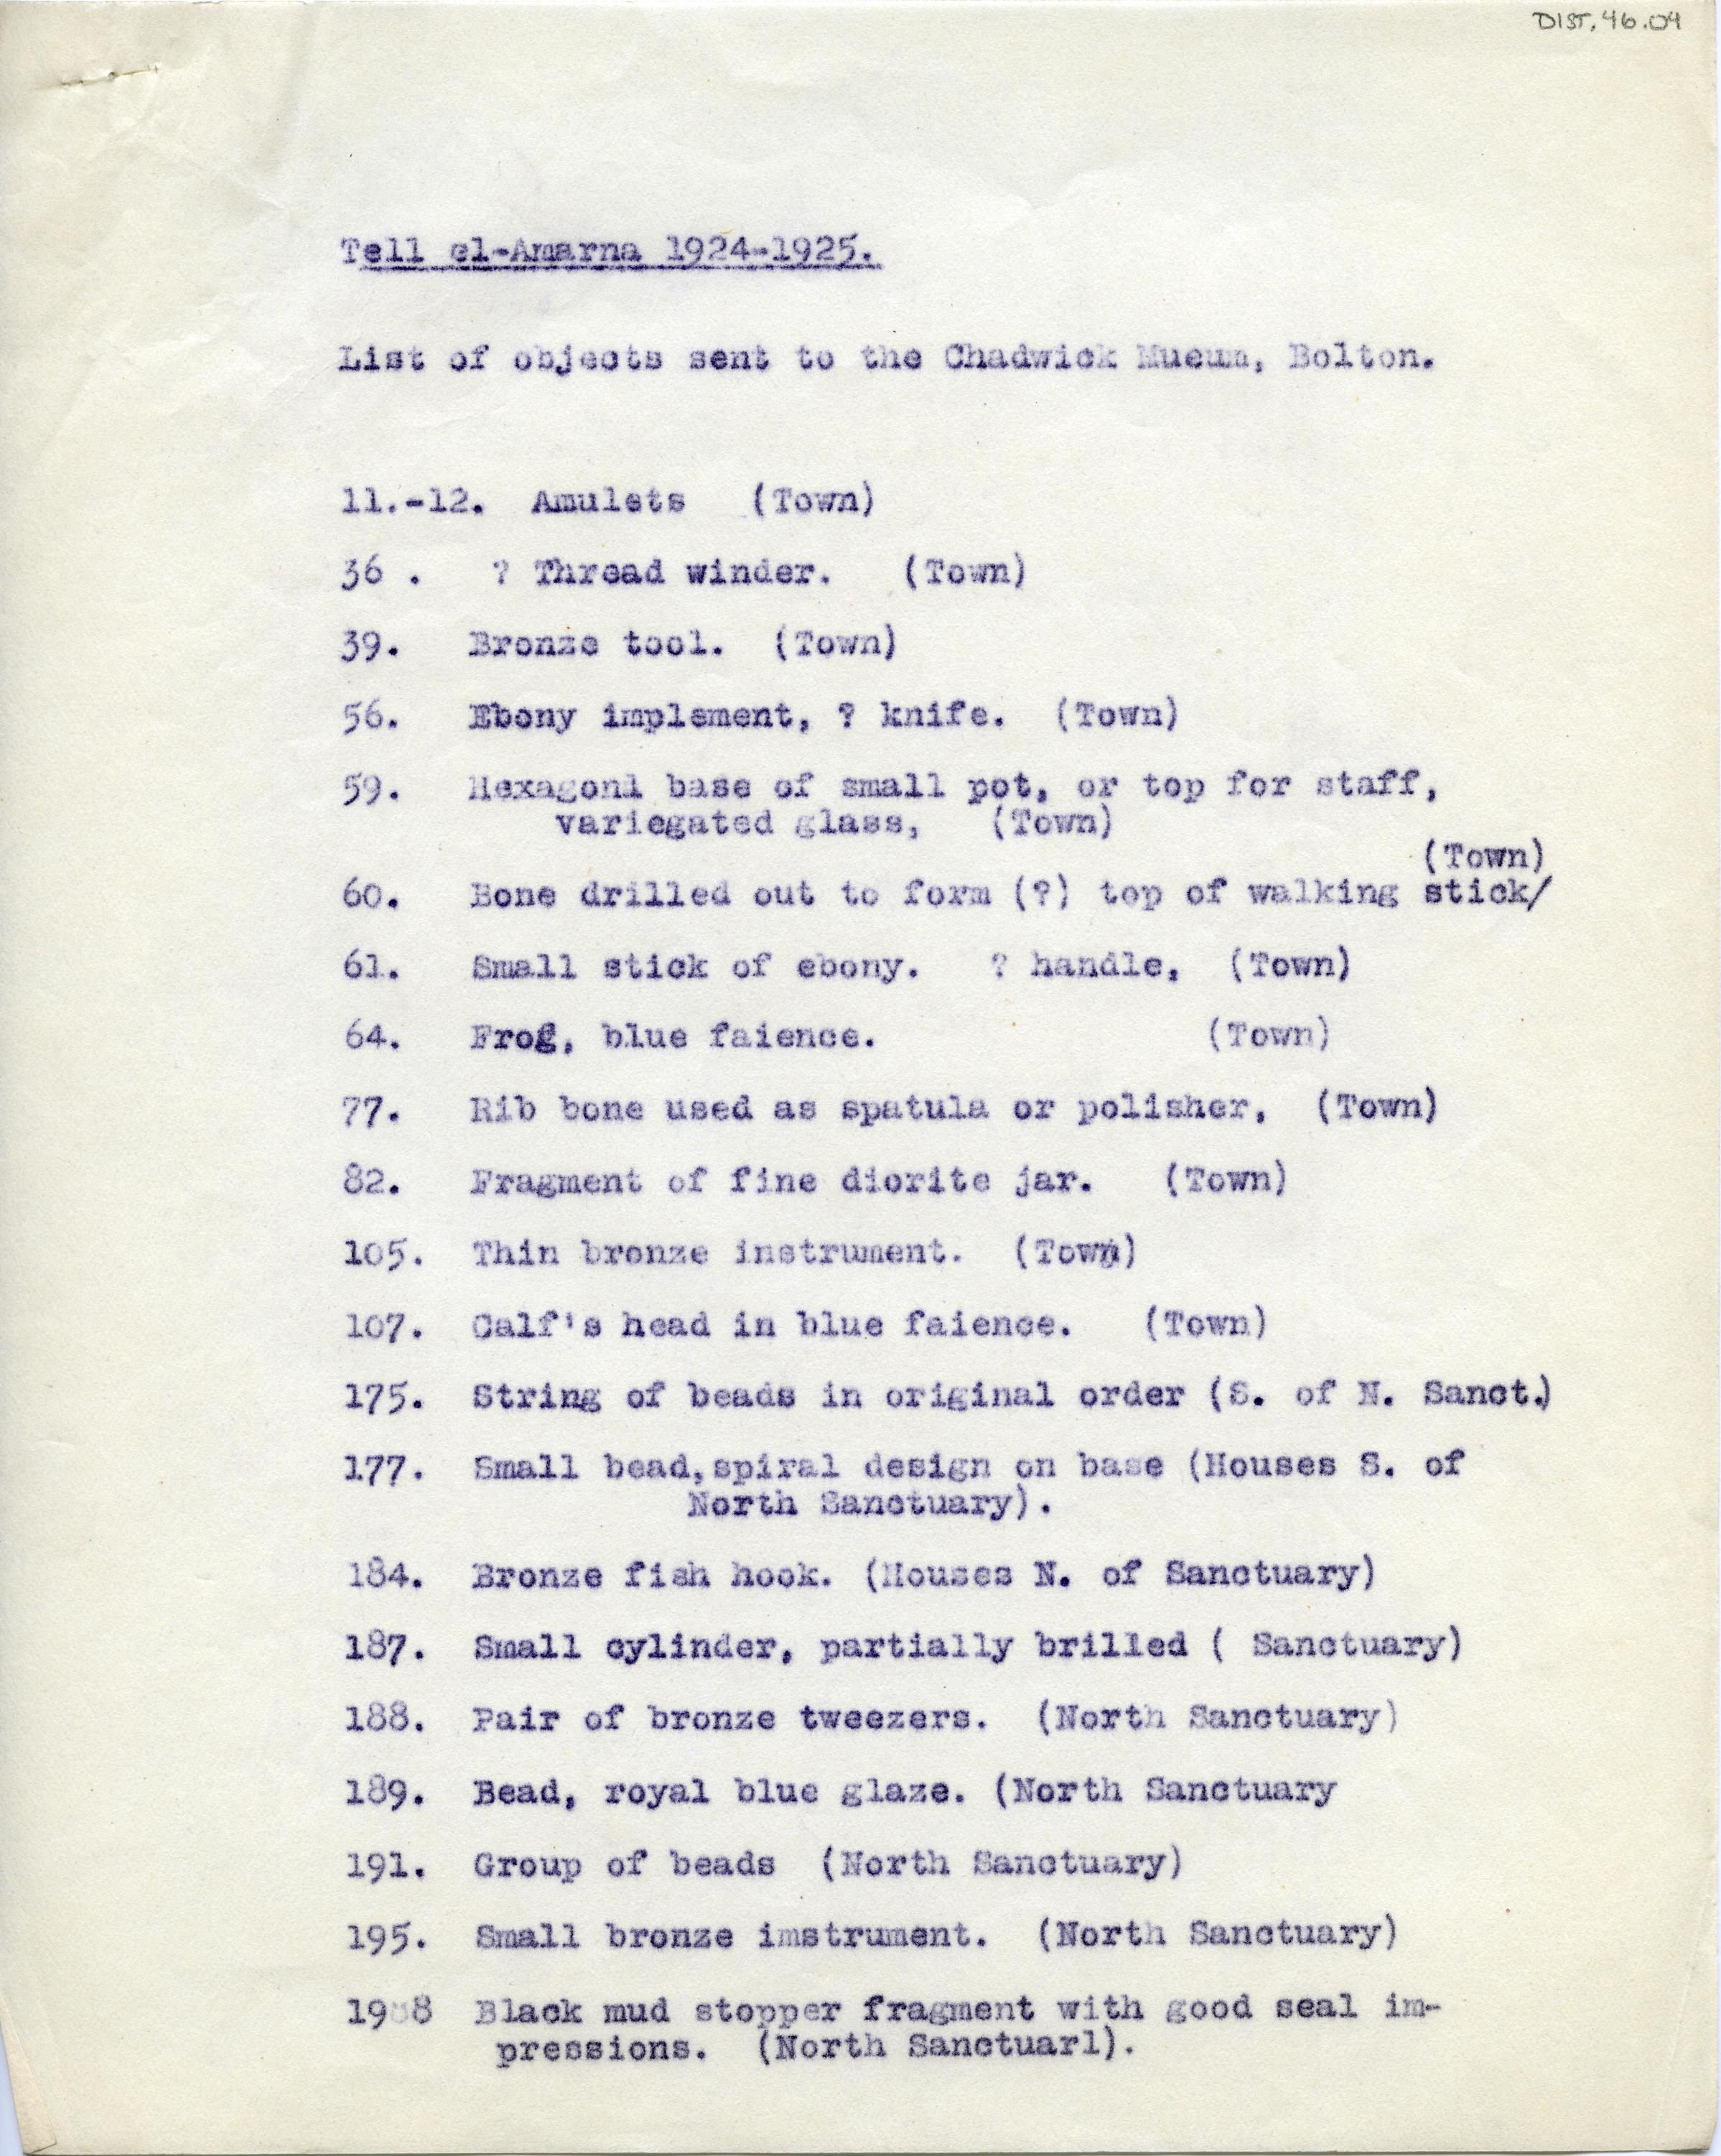 DIST.46.04
Tell el-Amarna 1924-1925.
List of objects sent to the Chadwick Mueum, Bolton.
11.-12. Amulets (Town)
36 . ? Thread winder. (Town)
39. Bronze tool. (Town)
56. Ebony implement, ? knife. (Town)
59. Hexagonl base of small pot, or top for staff,
variegated glass, (Town)
(Town)
60. Bone drilled out to form (?) top of walking stick/
61. Small stick of ebony. ? handle, (Town)
64. Frog, blue faience. (Town)
77. Rib bone used as spatula or polisher, (Town)
82. Fragment of fine diorite jar. (Town)
105. Thin bronze instrument. (Town)
107. Calf's head in blue faience. (Town)
175. String of beads in original order (S. of N. Sanct.)
177. Small bead, spiral design on base (Houses S. of
North Sanctuary).
184. Bronze fish hook. (Houses N. of Sanctuary)
187. Small cylinder, partially brilled ( Sanctuary)
188. Pair of bronze tweezers. (North Sanctuary)
189. Bead, royal blue glaze. (North Sanctuary
191. Group of beads (North Sanctuary)
195. Small bronze imstrument. (North Sanctuary)
Black mud stopper fragment with good seal im-
pressions. (North Sanctuarl).